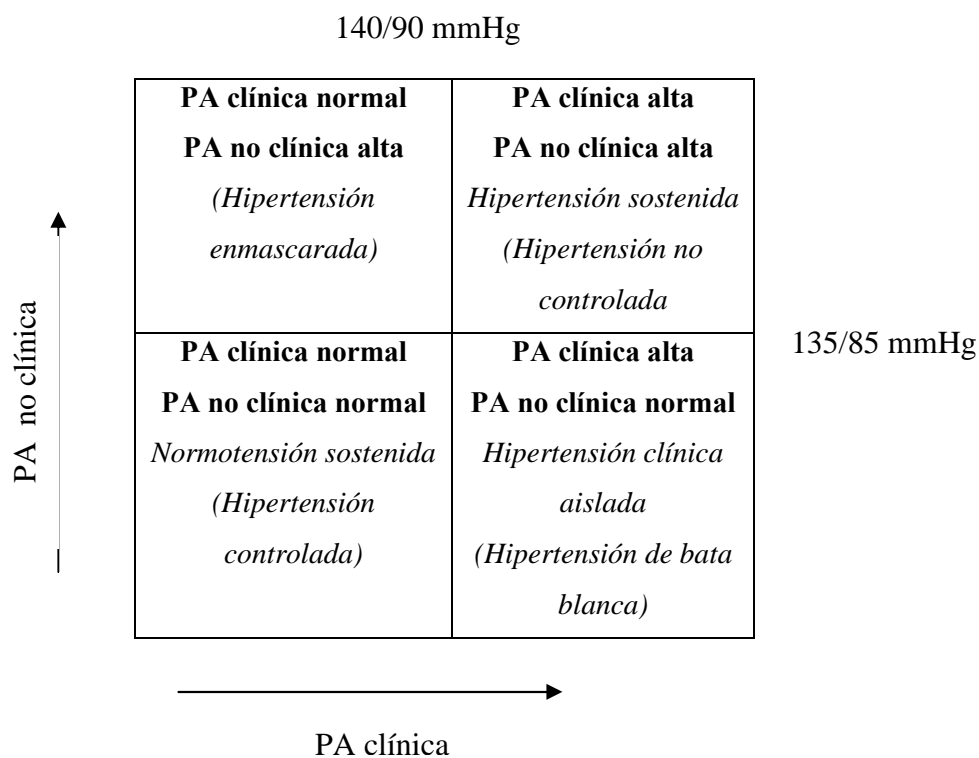 140/90 mmHg
PA clínica normal
PA no clínica alta
(Hipertensión
enmascarada)
PA clínica alta
PA no clínica alta
Hipertensión sostenida
(Hipertensión no
controlada
PA no clínica
PA clínica normal
PA no clínica normal
Normotensión sostenida
(Hipertensión
controlada)
PA clínica alta
PA no clínica normal
Hipertensión clínica
aislada
(Hipertensión de bata
blanca)
135/85 mmHg
PA clínica